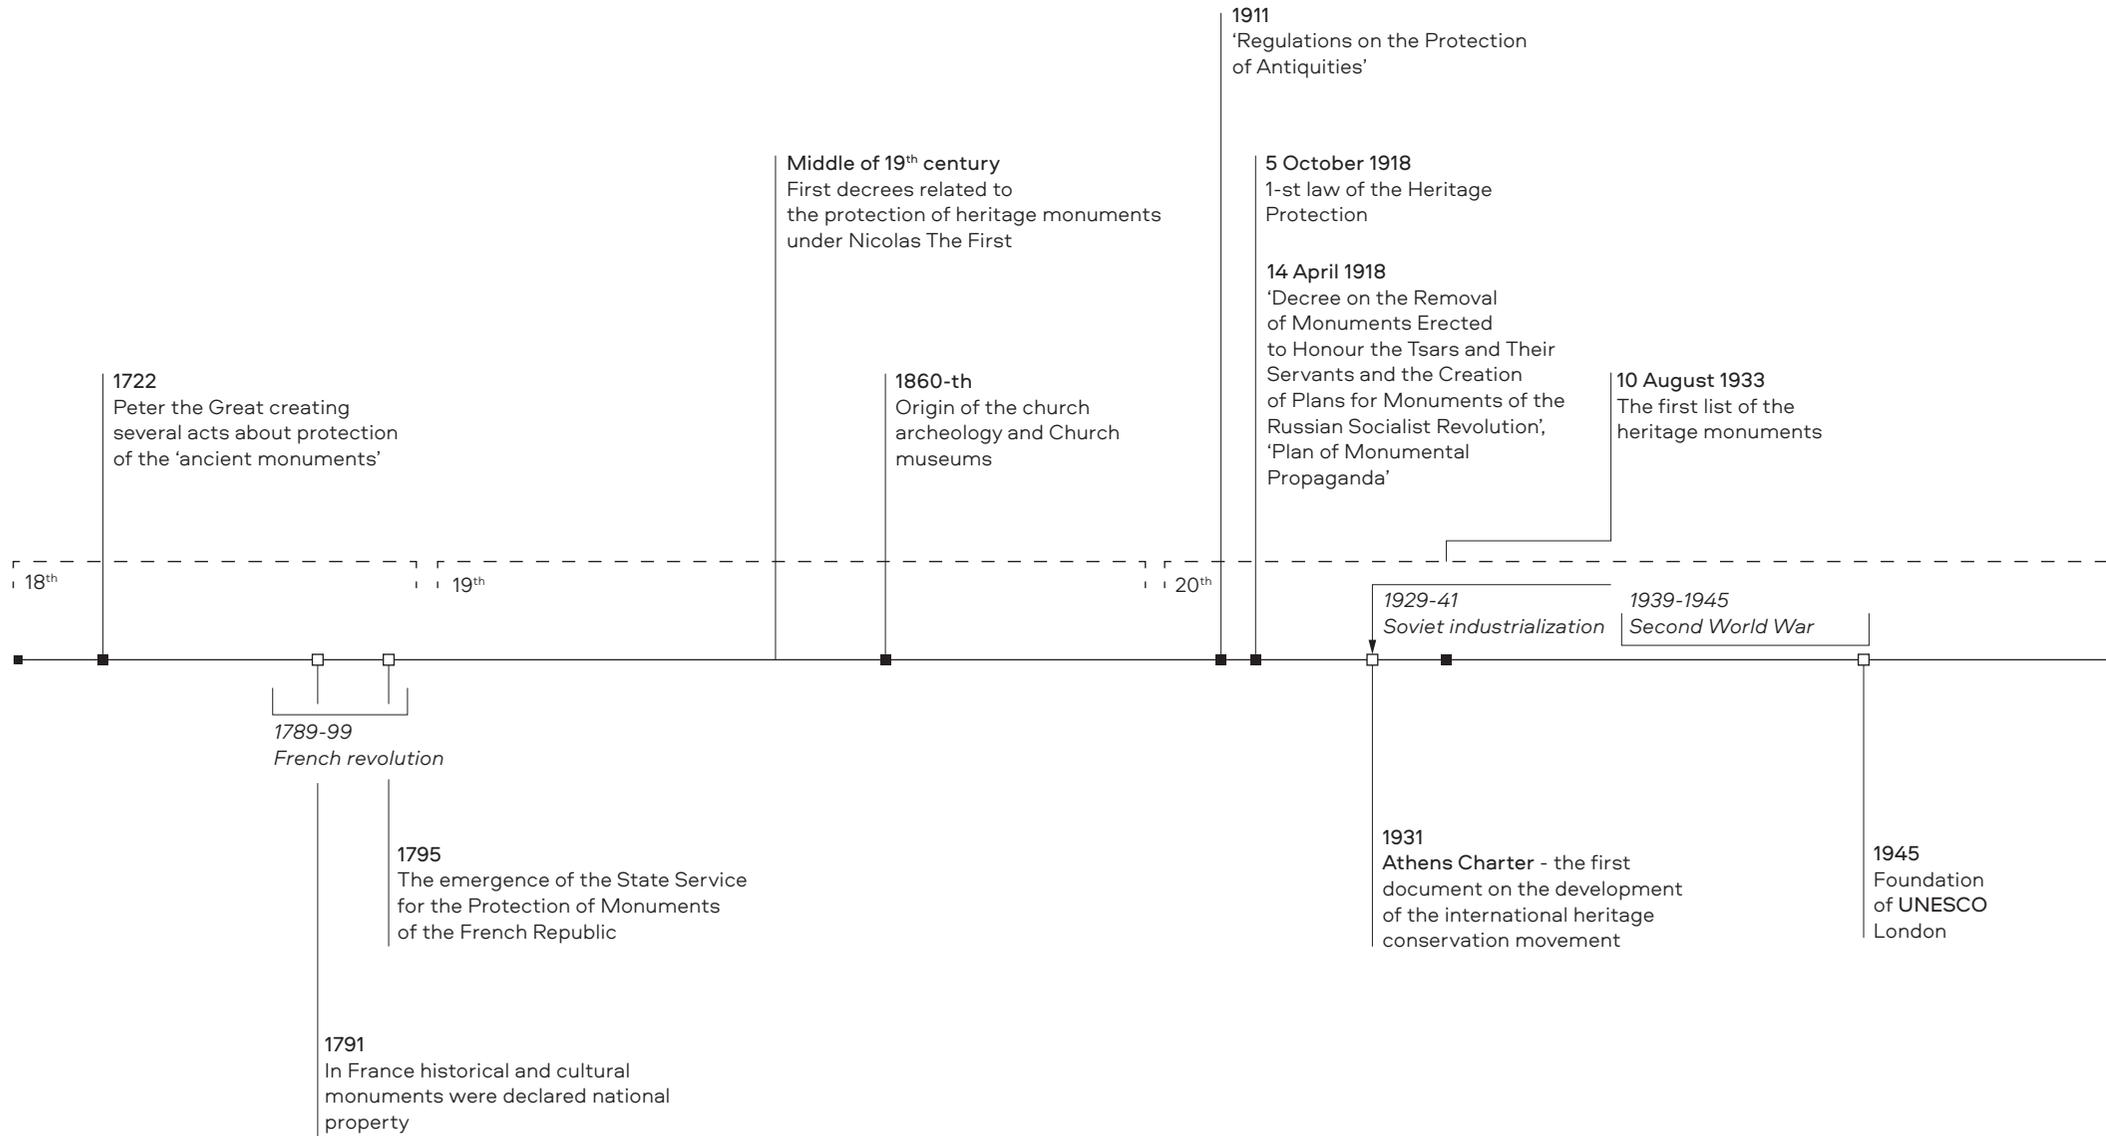 1911
‘Regulations on the Protection
of Antiquities’
Middle of 19th century
First decrees related to
the protection of heritage monuments
under Nicolas The First
5 October 1918
1-st law of the Heritage
Protection
14 April 1918
‘Decree on the Removal
of Monuments Erected
to Honour the Tsars and Their
Servants and the Creation
of Plans for Monuments of the
Russian Socialist Revolution’,
‘Plan of Monumental
Propaganda’
1722
Peter the Great creating
several acts about protection
of the ‘ancient monuments’
1860-th
Origin of the church
archeology and Church
museums
10 August 1933
The first list of the
heritage monuments
18th
19th
20th
1929-41
Soviet industrialization
1939-1945
Second World War
1789-99
French revolution
1795
The emergence of the State Service
for the Protection of Monuments
of the French Republic
1931
Athens Charter - the first
document on the development
of the international heritage
conservation movement
1945
Foundation
of UNESCO
London
1791
In France historical and cultural
monuments were declared national
property